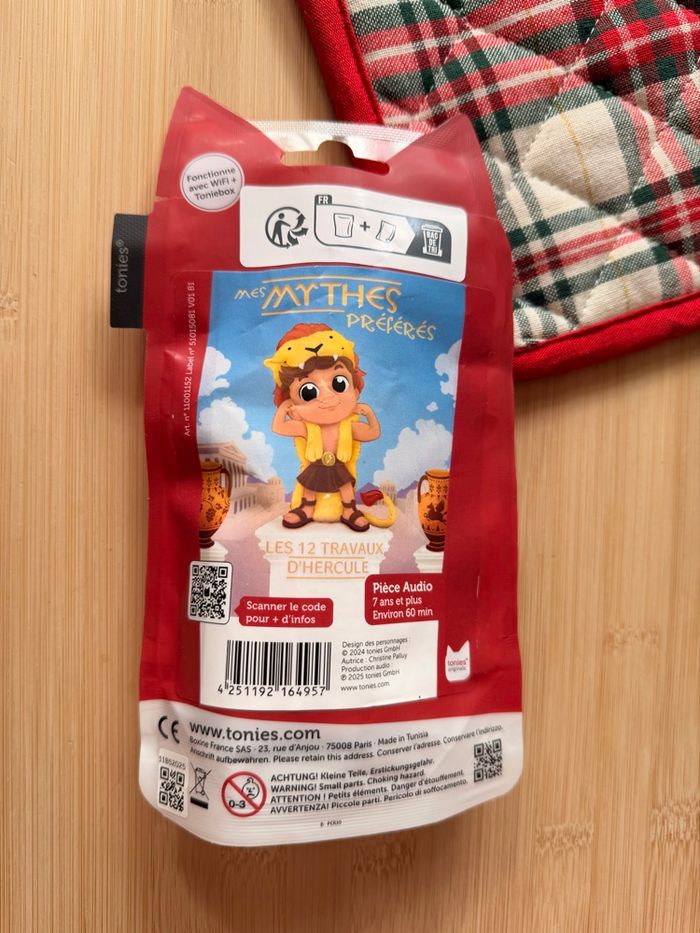 Fonctionne
avec WiFi +
Toniebox
FR
BAC
DE
TRI
tonies®
Art. n° 11001152 Label n° 51015081 V01 B1
MES MYTHES
PRÉFÉRÉS
LES 12 TRAVAUX
D'HERCULE
Scanner le code
pour + d'infos
Pièce Audio
7 ans et plus
Environ 60 min
4 251192 164957
Design des personnages :
© 2024 tonies GmbH
Autrice : Christine Palluy
Production audio :
℗ 2025 tonies GmbH
www.tonies.com
tonies®
originals
CE www.tonies.com
Boxine France SAS · 23, rue d'Anjou · 75008 Paris · Made in Tunisia
Anschrift aufbewahren. Please retain this address. Conserver l'adresse. Conservare l'indirizzo.
11852025
0-3
ACHTUNG! Kleine Teile. Erstickungsgefahr.
WARNING! Small parts. Choking hazard.
ATTENTION ! Petits éléments. Danger d'étouffement.
AVVERTENZA! Piccole parti. Pericolo di soffocamento.